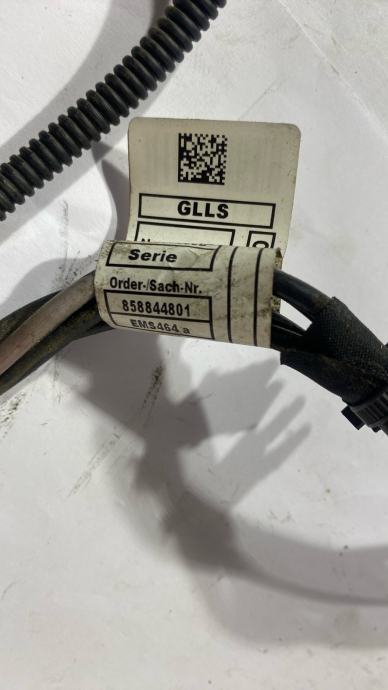 GLLS
Serie
Order-/Sach-Nr.
858844801
EMS464 a